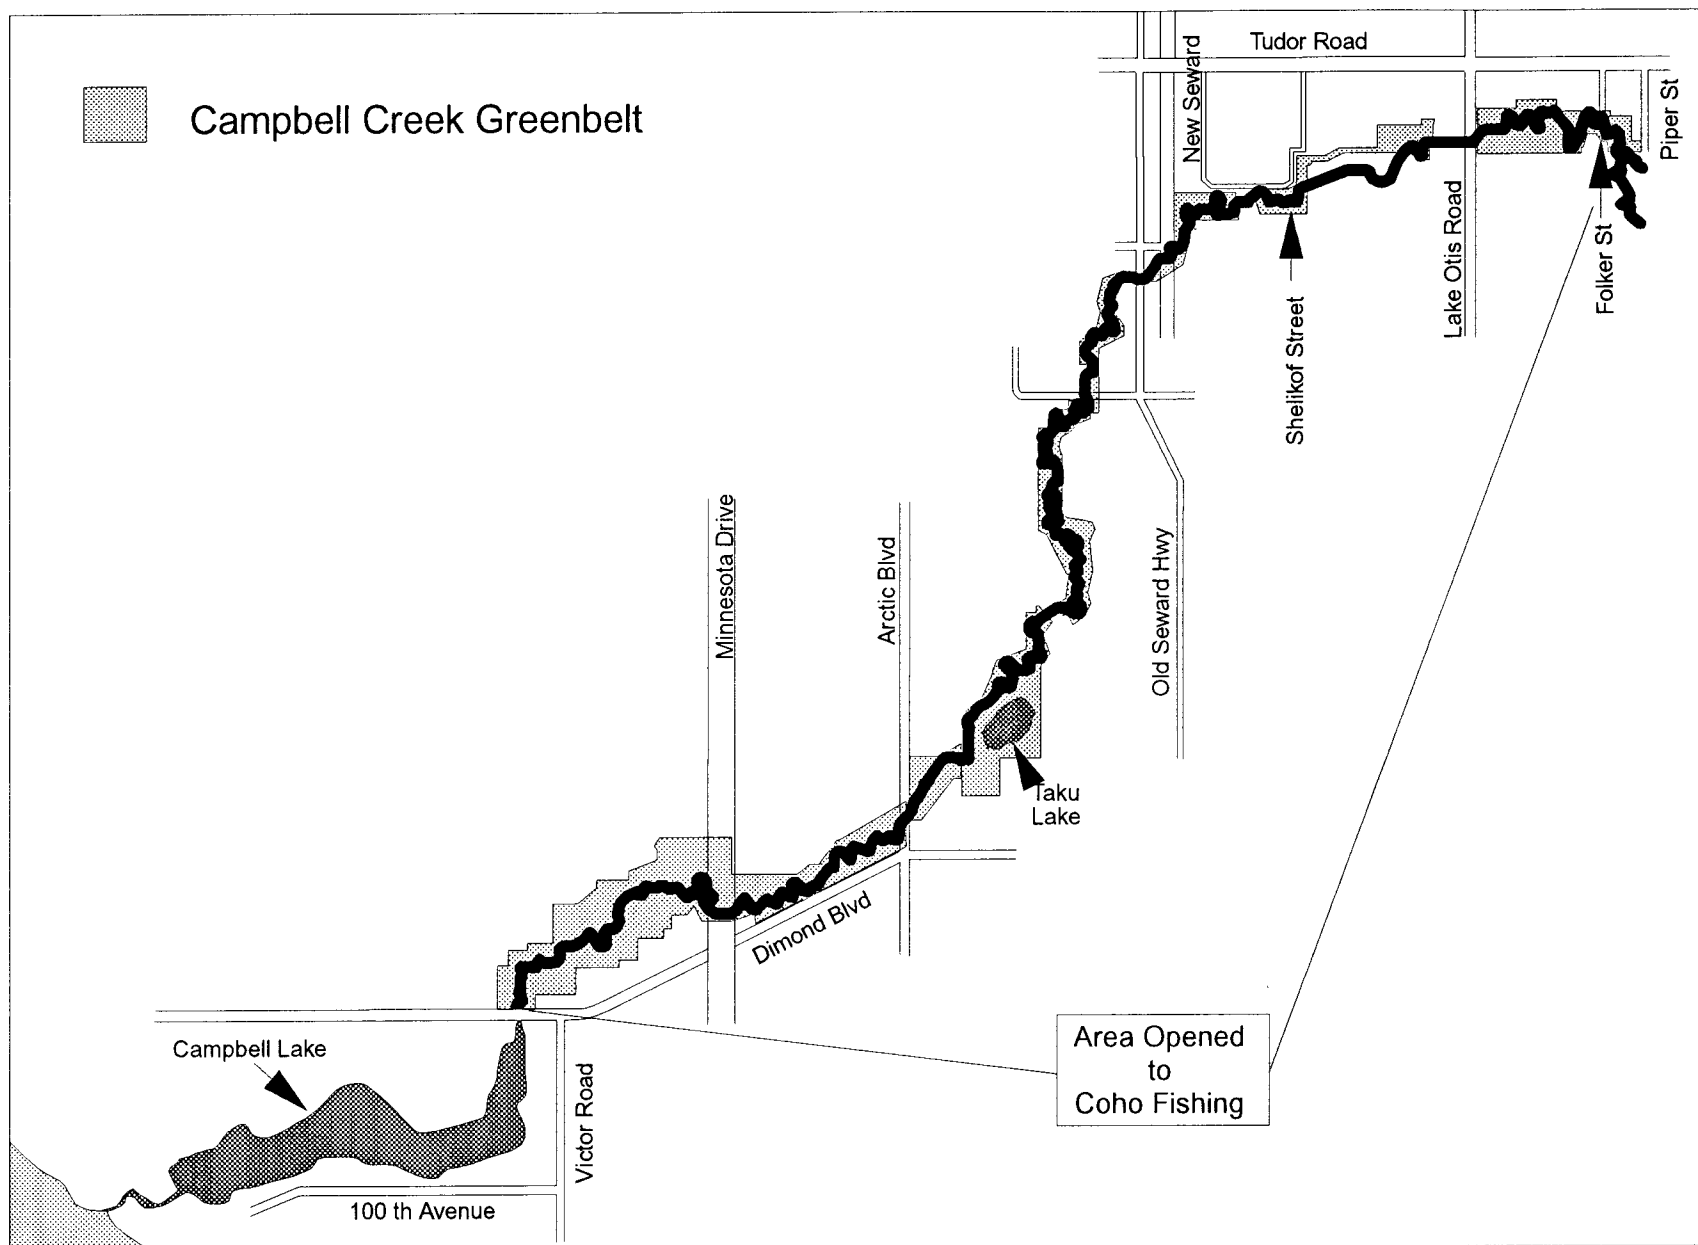 Tudor Road
New Seward
Piper St
Campbell Creek Greenbelt
Lake Otis Road
Folker St
Shelikof Street
Minnesota Drive
Arctic Blvd
Old Seward Hwy
Taku
Lake
Dimond Blvd
Area Opened
to
Coho Fishing
Campbell Lake
Victor Road
100 th Avenue